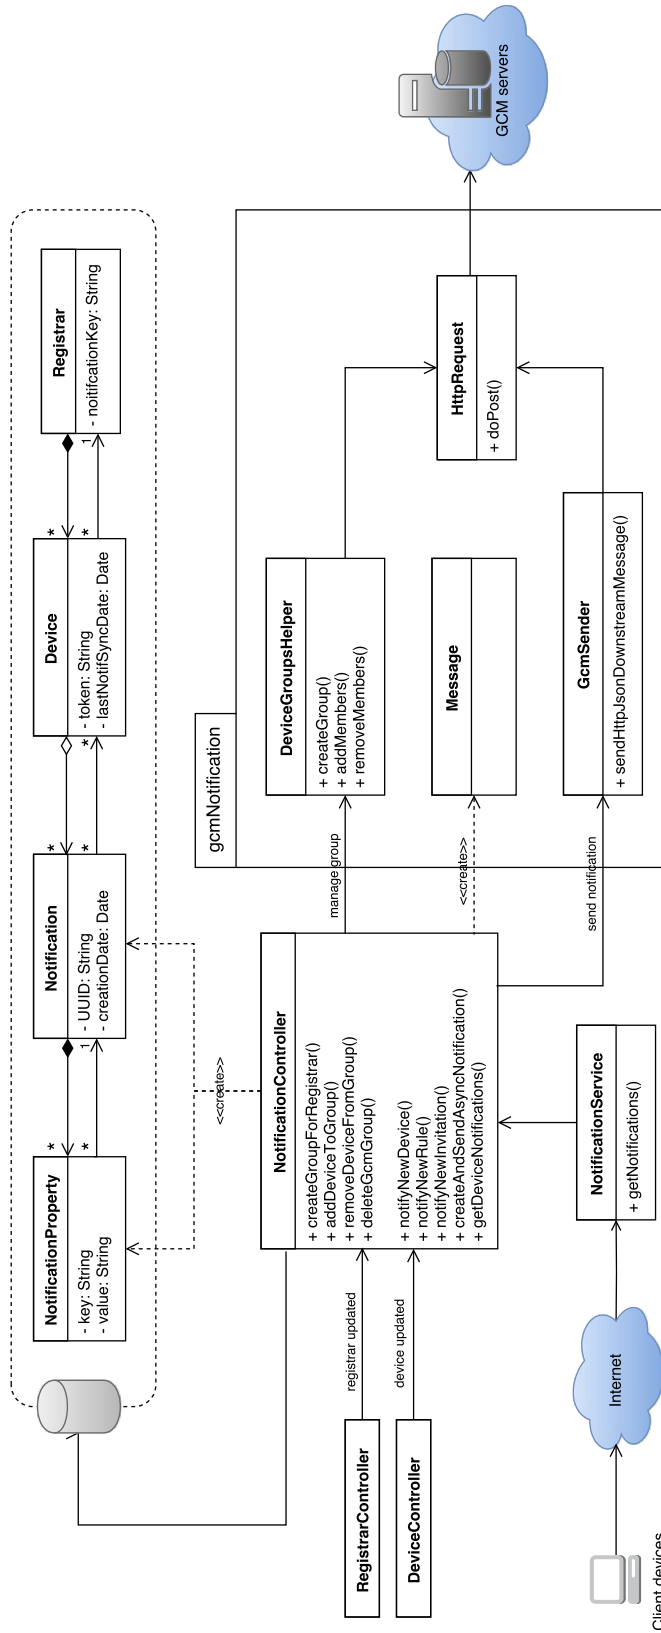 NotificationProperty
- key: String
- value: String
*
*
1
Notification
- UUID: String
- creationDate: Date
*
*
*
Device
- token: String
- lastNotifSyncDate: Date
*
*
1
Registrar
- noitifcationKey: String
<<create>>
gcmNotification
GCM servers
NotificationController
+ createGroupForRegistrar()
+ addDeviceToGroup()
+ removeDeviceFromGroup()
+ deleteGcmGroup()
+ notifyNewDevice()
+ notifyNewRule()
+ notifyNewInvitation()
+ createAndSendAsyncNotification()
+ getDeviceNotifications()
manage group
<<create>>
send notification
DeviceGroupsHelper
+ createGroup()
+ addMembers()
+ removeMembers()
Message
GcmSender
+ sendHttpJsonDownstreamMessage()
HttpRequest
+ doPost()
RegistrarController
registrar updated
DeviceController
device updated
NotificationService
+ getNotifications()
Internet
Client devices